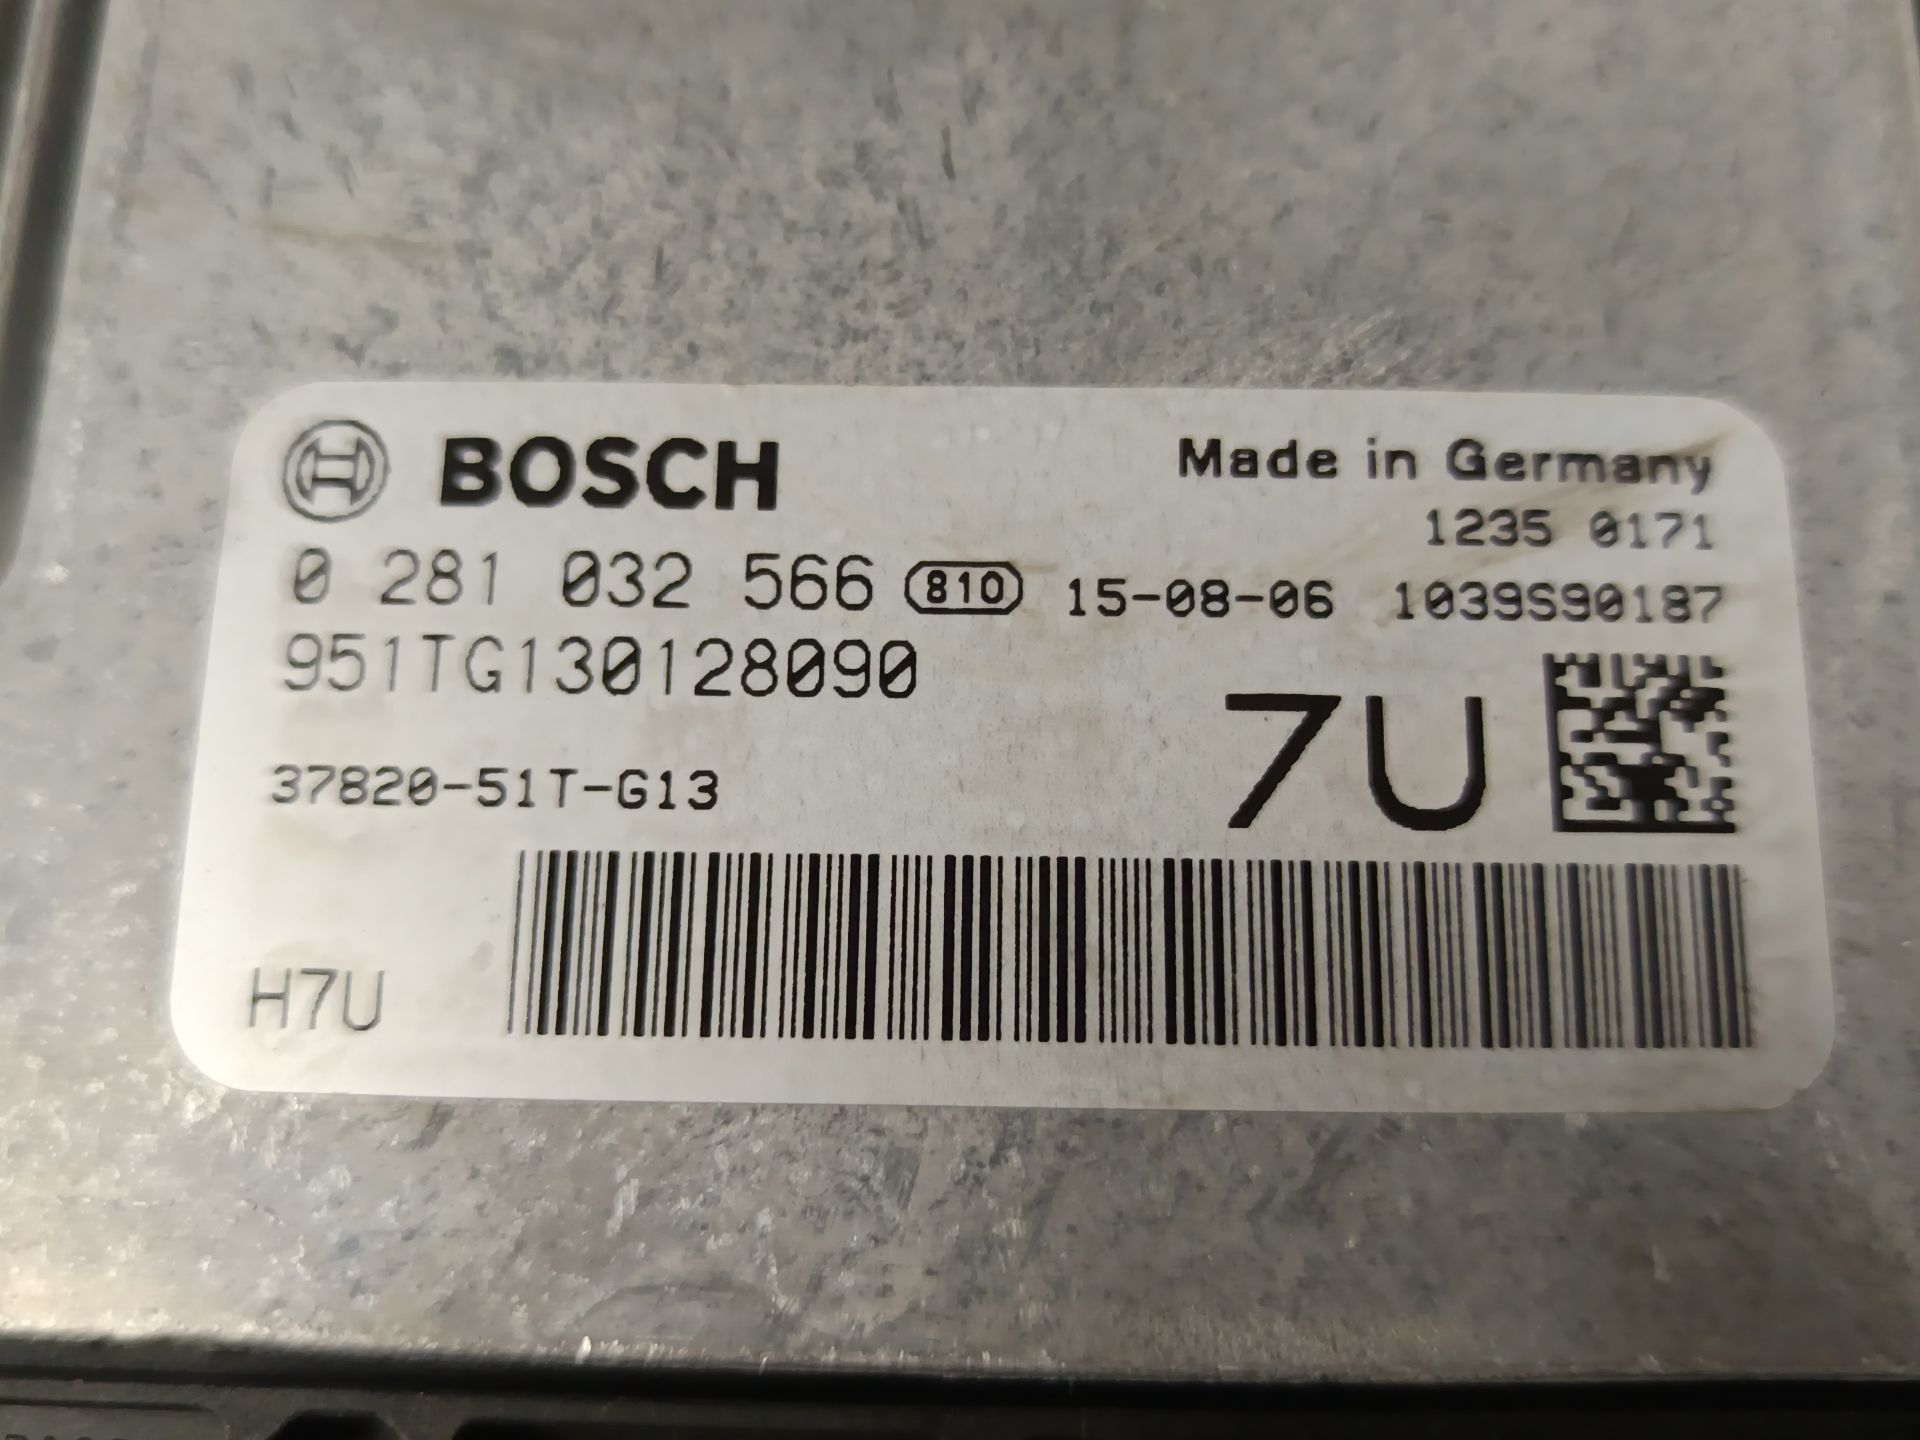 BOSCH
Made in Germany
1235 0171
0 281 032 566 810 15-08-06 1039S90187
951TG130128090
7U
37820-51T-G13
H7U